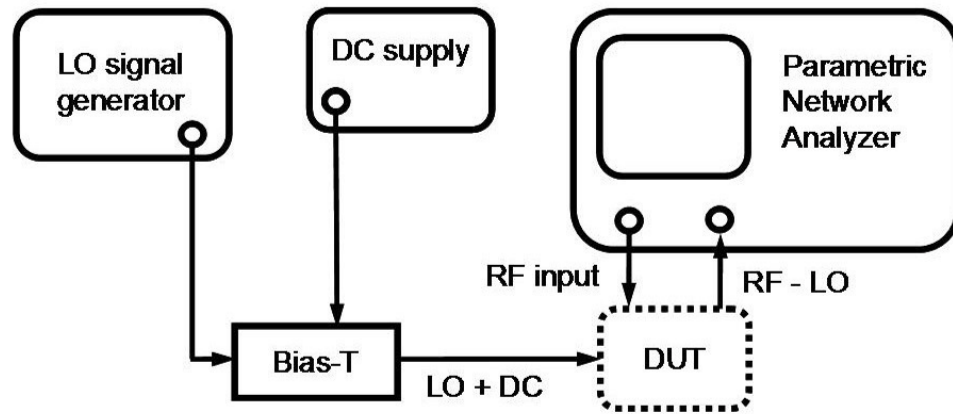 LO signal
generator
DC supply
Parametric
Network
Analyzer
RF input
RF - LO
Bias-T
LO + DC
DUT